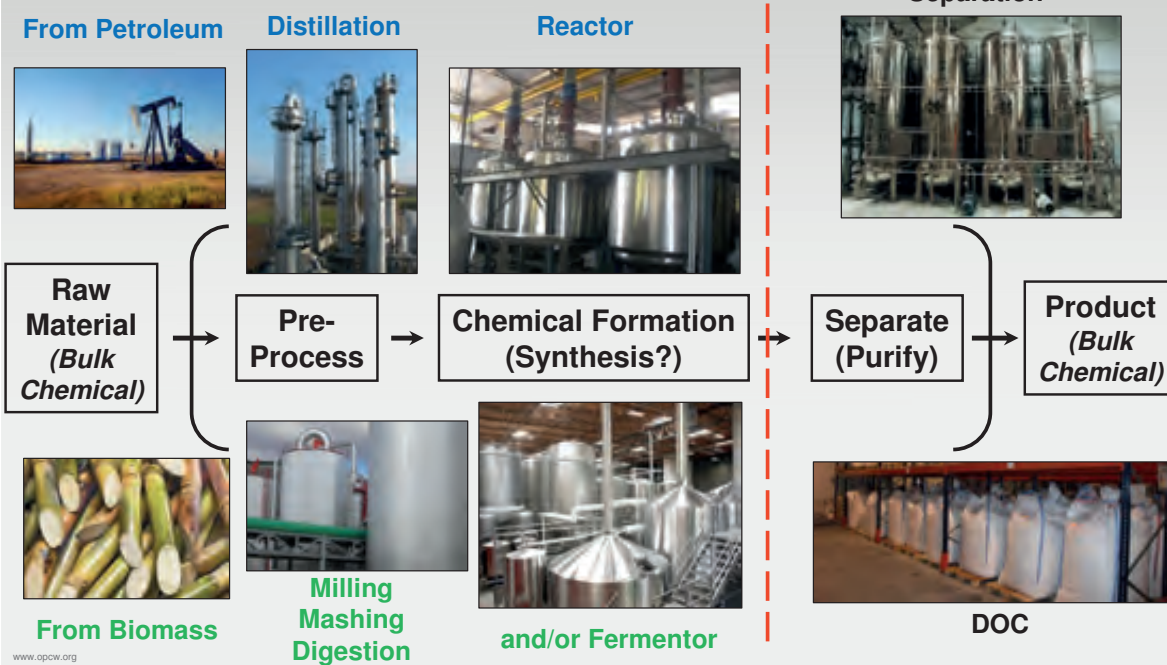 From Petroleum
Distillation
Reactor
Separation
Raw
Material
(Bulk
Chemical)
Pre-
Process
Chemical Formation
(Synthesis?)
Separate
(Purify)
Product
(Bulk
Chemical)
From Biomass
Milling
Mashing
Digestion
and/or Fermentor
DOC
www.opcw.org